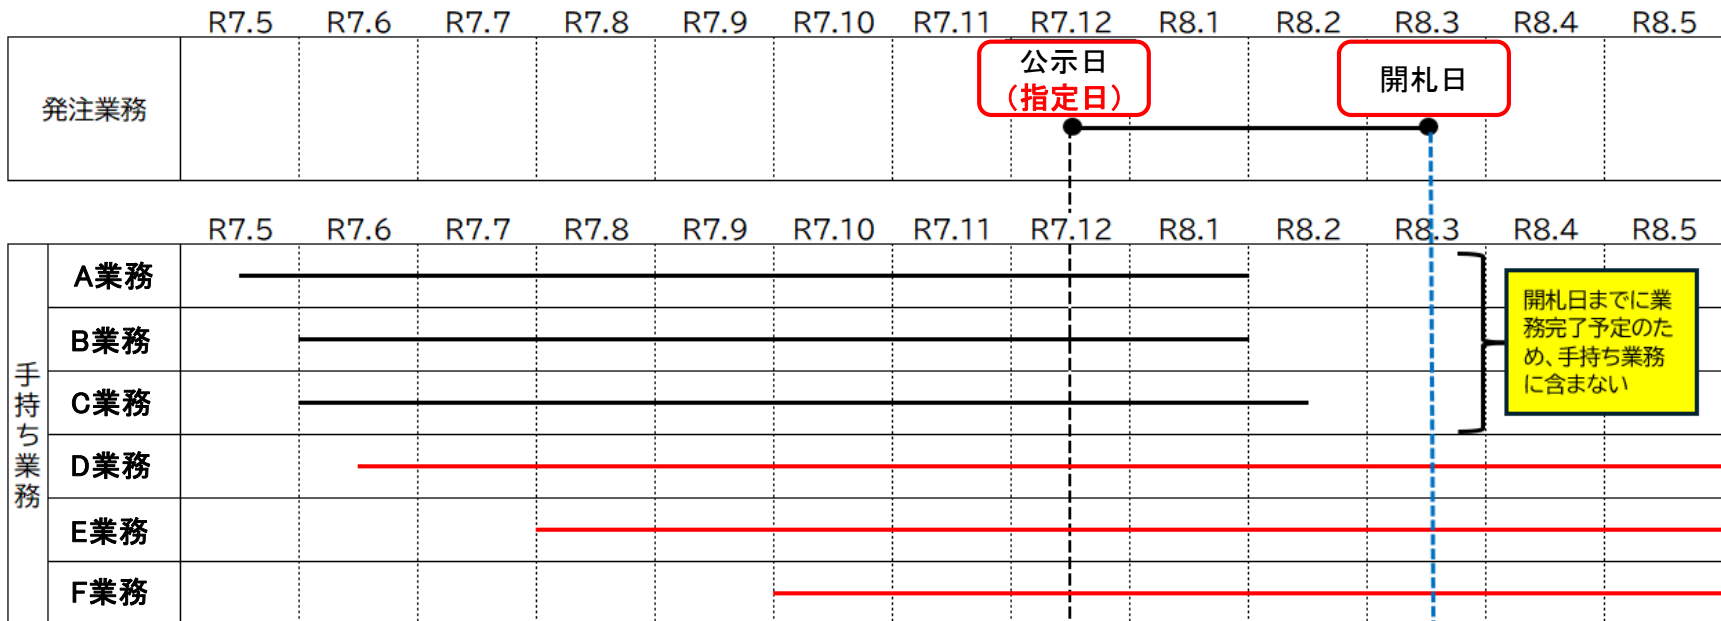 R7.5 R7.6 R7.7 R7.8 R7.9 R7.10 R7.11 R7.12 R8.1 R8.2 R8.3 R8.4 R8.5
公示日
（指定日）
開札日
発注業務
R7.5 R7.6 R7.7 R7.8 R7.9 R7.10 R7.11 R7.12 R8.1 R8.2 R8.3 R8.4 R8.5
手持ち業務
A業務
B業務
C業務
D業務
E業務
F業務
開札日までに業
務完了予定のた
め、手持ち業務
に含まない